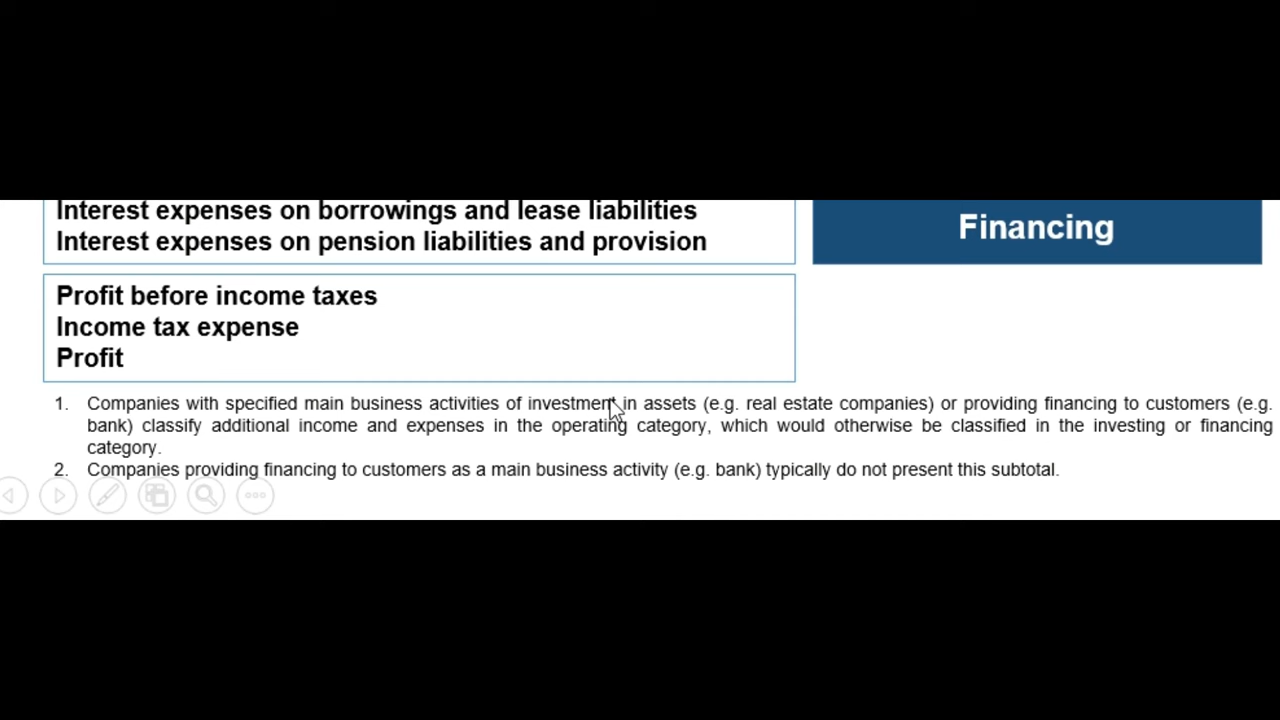 Interest expenses on borrowings and lease liabilities
Interest expenses on pension liabilities and provision
Financing
Profit before income taxes
Income tax expense
Profit
1. Companies with specified main business activities of investment in assets (e.g. real estate companies) or providing financing to customers (e.g.
bank) classify additional income and expenses in the operating category, which would otherwise be classified in the investing or financing
category.
2. Companies providing financing to customers as a main business activity (e.g. bank) typically do not present this subtotal.